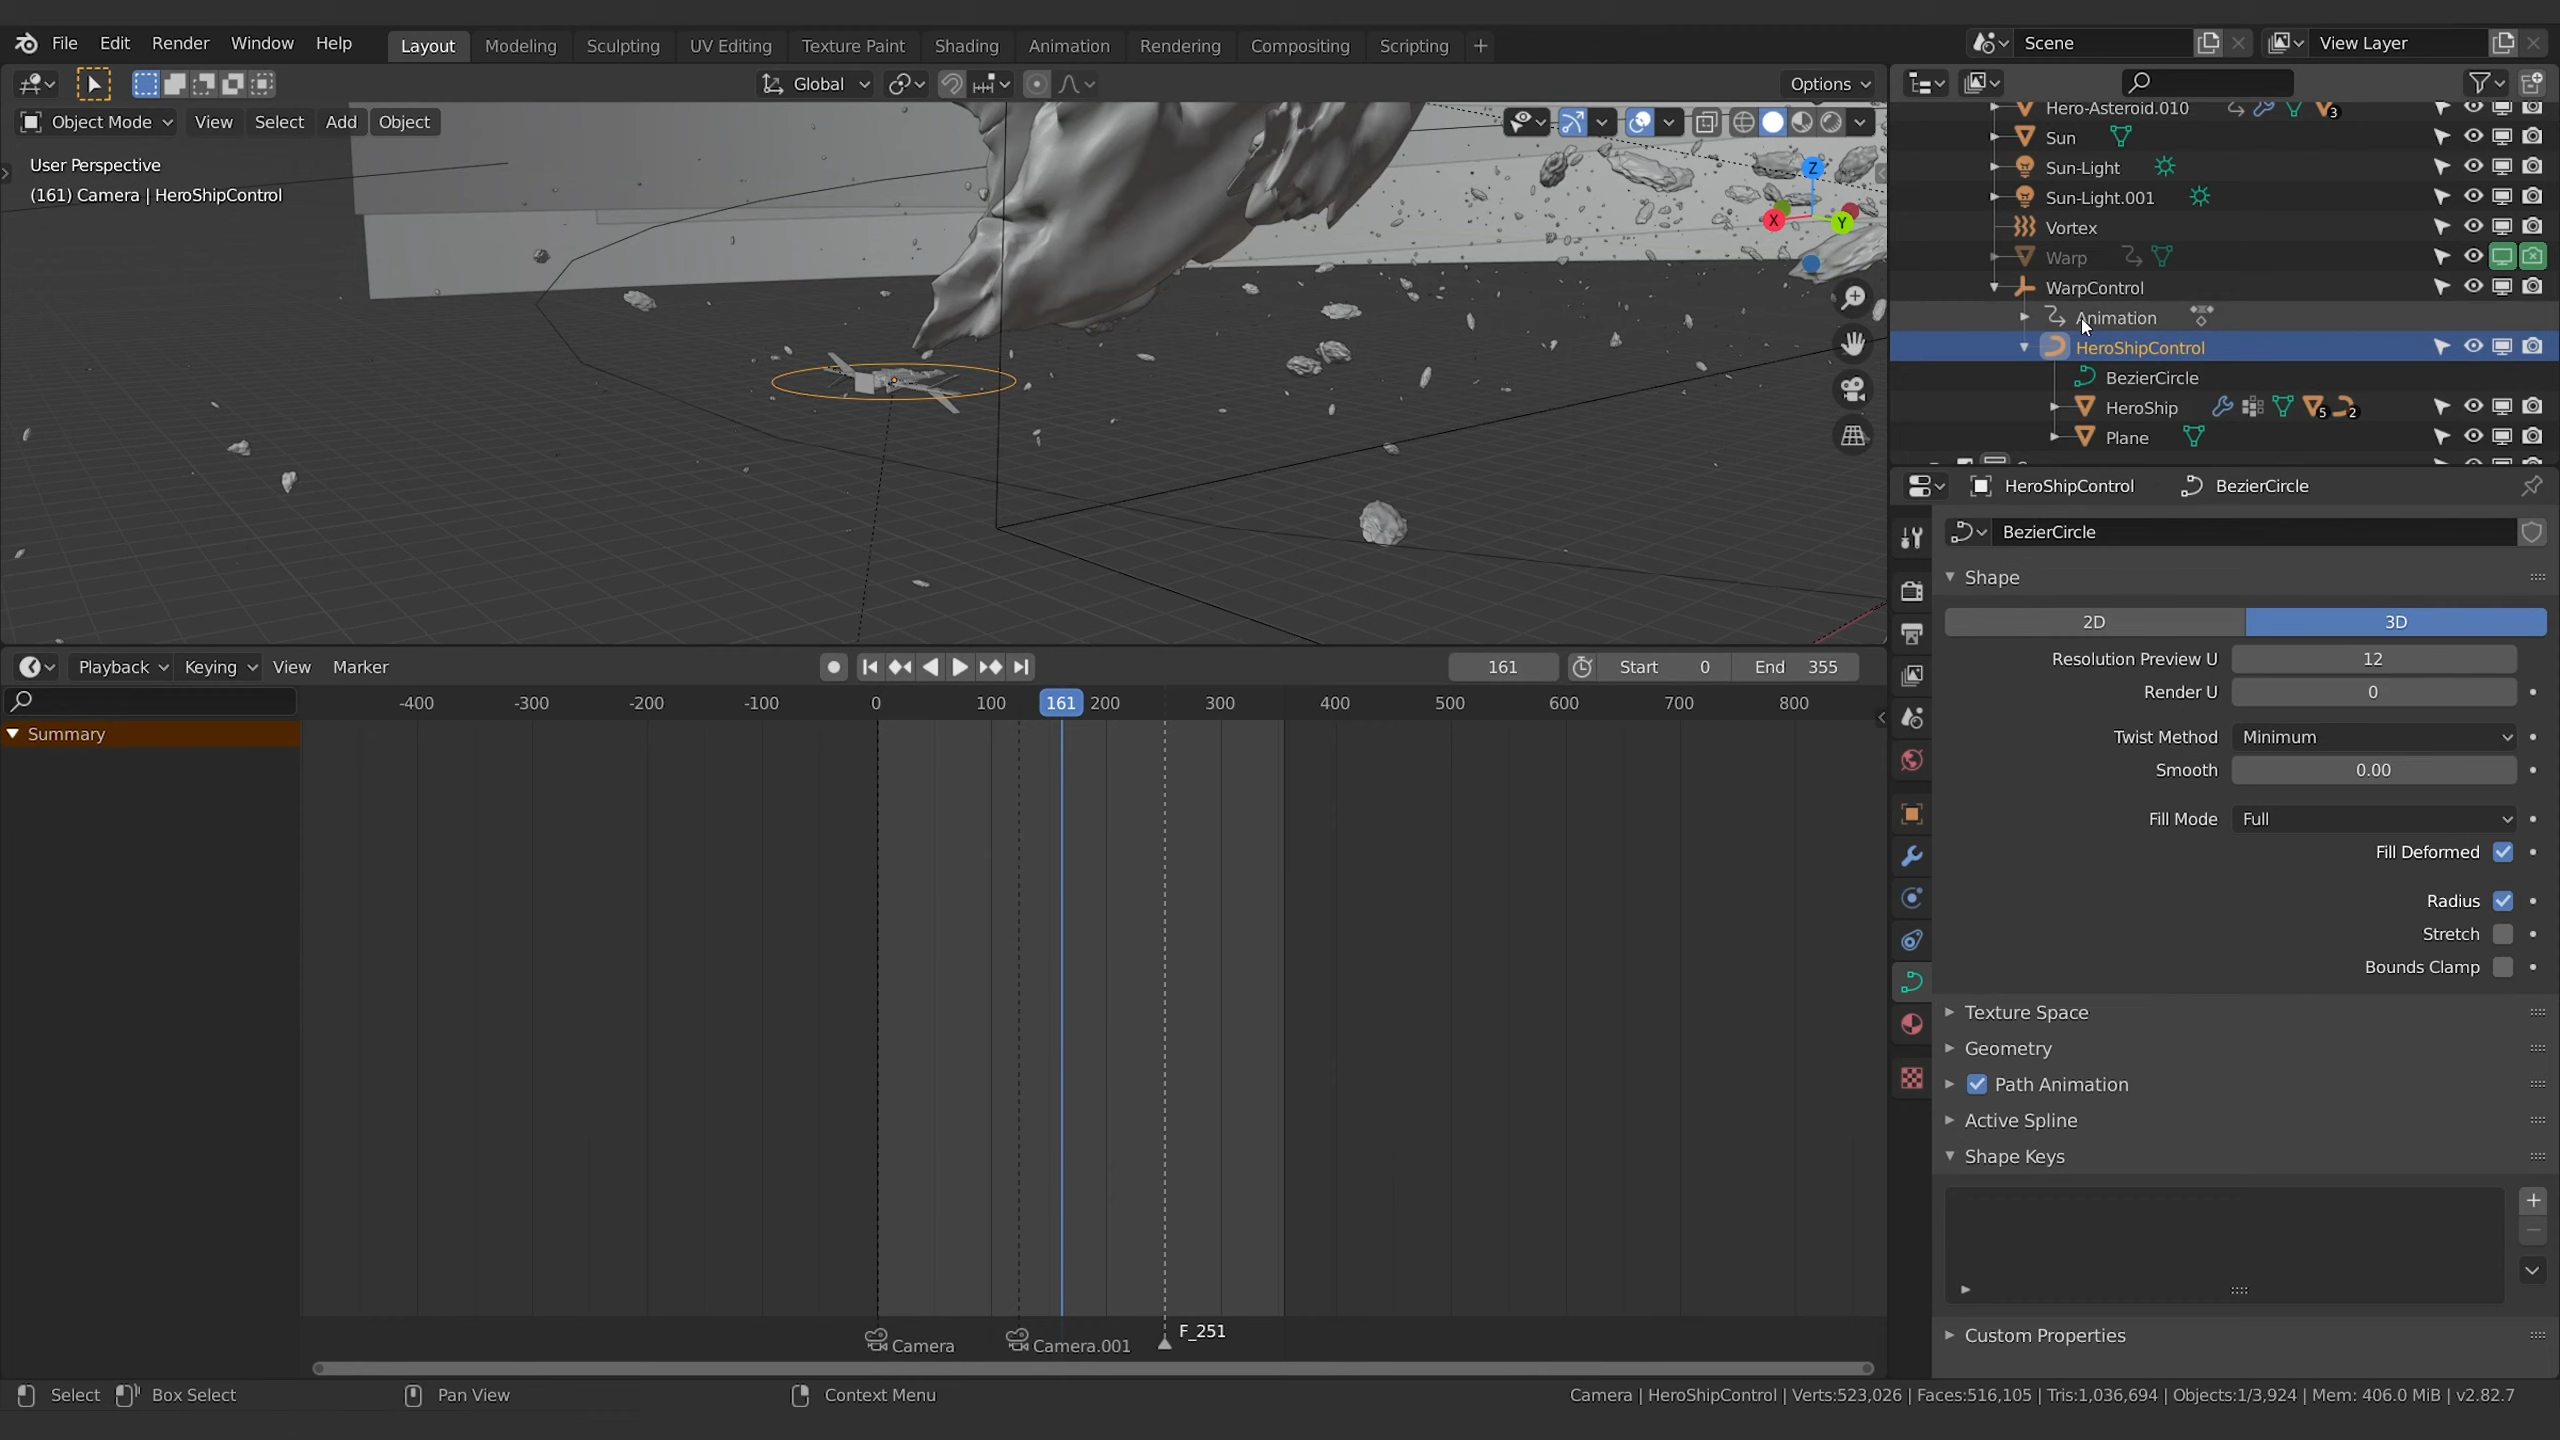 File Edit Render Window Help Layout Modeling Sculpting UV Editing Texture Paint Shading Animation Rendering Compositing Scripting + Scene View Layer
Global Options
Object Mode View Select Add Object
User Perspective
(161) Camera | HeroShipControl
Z
X Y
Hero-Asteroid.010 3
Sun
Sun-Light
Sun-Light.001
Vortex
Warp
WarpControl
Animation
HeroShipControl
BezierCircle
HeroShip 5 2
Plane
HeroShipControl BezierCircle
BezierCircle
Shape
2D 3D
Resolution Preview U 12
Render U 0
Twist Method Minimum
Smooth 0.00
Fill Mode Full
Fill Deformed
Radius
Stretch
Bounds Clamp
Texture Space
Geometry
Path Animation
Active Spline
Shape Keys
Custom Properties
Playback Keying View Marker 161 Start 0 End 355
-400 -300 -200 -100 0 100 161 200 300 400 500 600 700 800
Summary
Camera Camera.001 F_251
Select Box Select Pan View Context Menu Camera | HeroShipControl | Verts:523,026 | Faces:516,105 | Tris:1,036,694 | Objects:1/3,924 | Mem: 406.0 MiB | v2.82.7